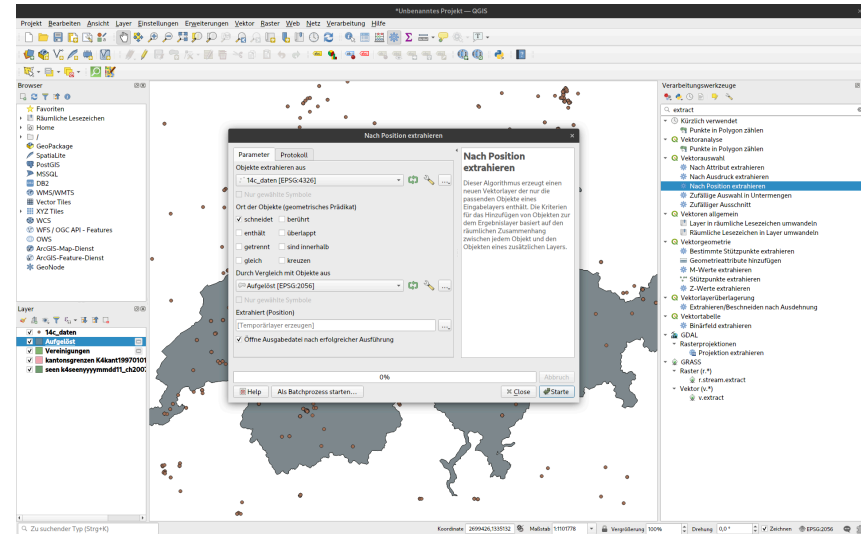 *Unbenanntes Projekt — QGIS
Projekt Bearbeiten Ansicht Layer Einstellungen Erweiterungen Vektor Raster Web Netz Verarbeitung Hilfe
Browser
Favoriten
Räumliche Lesezeichen
Home
/
GeoPackage
SpatiaLite
PostGIS
MSSQL
DB2
WMS/WMTS
Vector Tiles
XYZ Tiles
WCS
WFS / OGC API - Features
OWS
ArcGIS-Map-Dienst
ArcGIS-Feature-Dienst
GeoNode
Layer
14c_daten
Aufgelöst
Vereinigungen
kantonsgrenzen K4kant19970101
seen k4seenyyyymmdd11_ch2007
Nach Position extrahieren
Parameter Protokoll
Objekte extrahieren aus
14c_daten [EPSG:4326]
Nur gewählte Symbole
Ort der Objekte (geometrisches Prädikat)
schneidet berührt
enthält überlappt
getrennt sind innerhalb
gleich kreuzen
Durch Vergleich mit Objekte aus
Aufgelöst [EPSG:2056]
Nur gewählte Symbole
Extrahiert (Position)
[Temporärlayer erzeugen]
Öffne Ausgabedatei nach erfolgreicher Ausführung
Nach Position
extrahieren
Dieser Algorithmus erzeugt einen
neuen Vektorlayer der nur die
passenden Objekte eines
Eingabelayers enthält. Die Kriterien
für das Hinzufügen von Objekten zur
dem Ergebnislayer basiert auf den
räumlichen Zusammenhang
zwischen jedem Objekt und den
Objekten eines zusätzlichen Layers.
0% Abbruch
Help Als Batchprozess starten... Close Starte
Verarbeitungswerkzeuge
extract
Kürzlich verwendet
Punkte in Polygon zählen
Vektoranalyse
Punkte in Polygon zählen
Vektorauswahl
Nach Attribut extrahieren
Nach Ausdruck extrahieren
Nach Position extrahieren
Zufällige Auswahl in Untermengen
Zufälliger Ausschnitt
Vektoren allgemein
Layer in räumliche Lesezeichen umwandeln
Räumliche Lesezeichen in Layer umwandeln
Vektorgeometrie
Bestimmte Stützpunkte extrahieren
Geometrieattribute hinzufügen
M-Werte extrahieren
Stützpunkte extrahieren
Z-Werte extrahieren
Vektorlayerüberlagerung
Extrahieren/Beschneiden nach Ausdehnung
Vektortabelle
Binärfeld extrahieren
GDAL
Rasterprojektionen
Projektion extrahieren
GRASS
Raster (r.*)
r.stream.extract
Vektor (v.*)
v.extract
Zu suchender Typ (Strg+K) Koordinate 2699426,1335132 Maßstab 1:1101778 Vergrößerung 100% Drehung 0,0 ° Zeichnen EPSG:2056